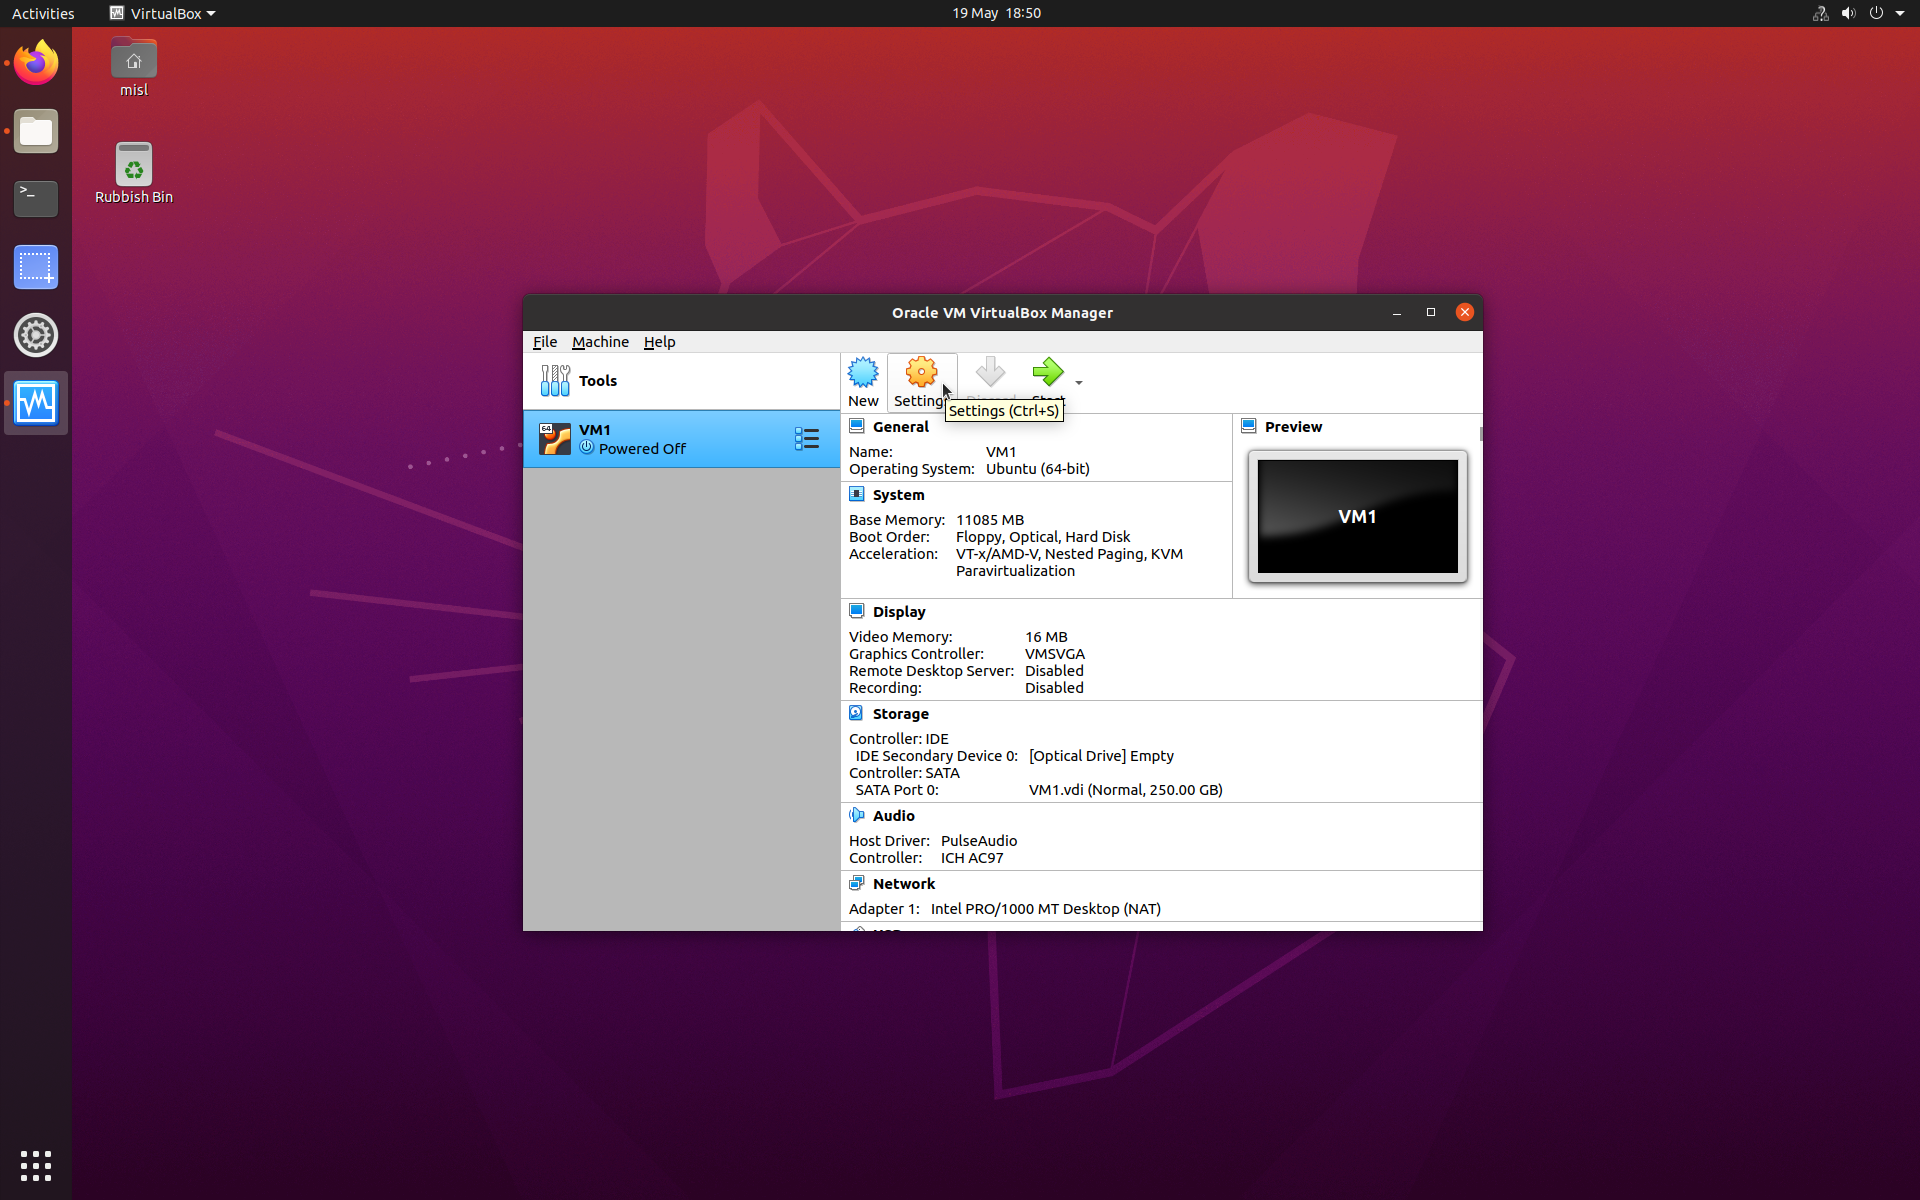 Activities
VirtualBox
19 May 18:50
misl
Rubbish Bin
>_
Oracle VM VirtualBox Manager
File Machine Help
Tools
New
Settings (Ctrl+S)
64
VM1
Powered Off
General
Name: VM1
Operating System: Ubuntu (64-bit)
Preview
VM1
System
Base Memory: 11085 MB
Boot Order: Floppy, Optical, Hard Disk
Acceleration: VT-x/AMD-V, Nested Paging, KVM
Paravirtualization
Display
Video Memory: 16 MB
Graphics Controller: VMSVGA
Remote Desktop Server: Disabled
Recording: Disabled
Storage
Controller: IDE
IDE Secondary Device 0: [Optical Drive] Empty
Controller: SATA
SATA Port 0: VM1.vdi (Normal, 250.00 GB)
Audio
Host Driver: PulseAudio
Controller: ICH AC97
Network
Adapter 1: Intel PRO/1000 MT Desktop (NAT)